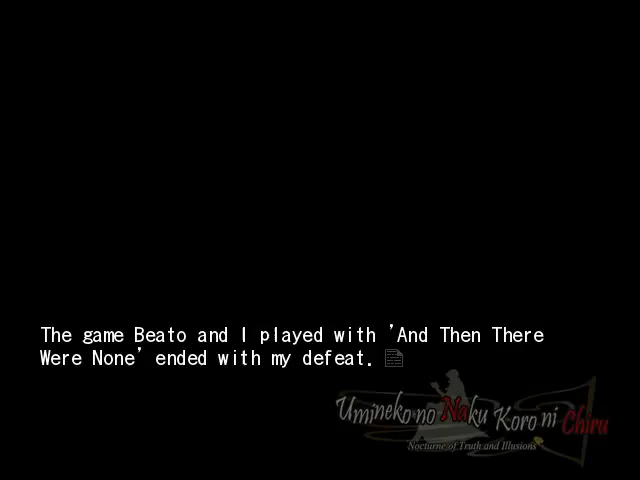 The game Beato and I played with 'And Then There
Were None' ended with my defeat.
Umineko no Naku Koro ni Chiru
Nocturne of Truth and Illusions